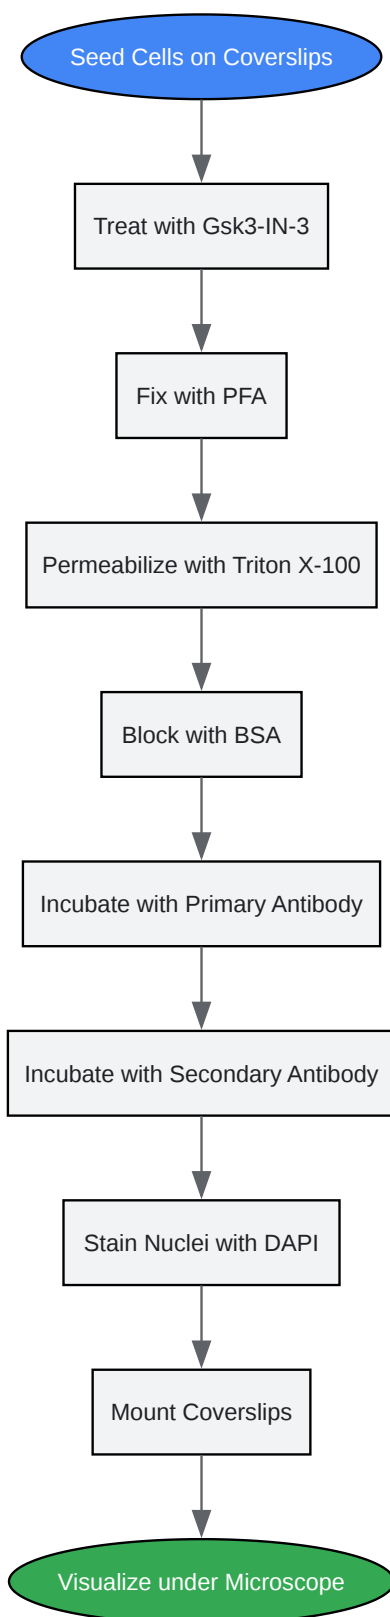 Seed Cells on Coverslips
Treat with Gsk3-IN-3
Fix with PFA
Permeabilize with Triton X-100
Block with BSA
Incubate with Primary Antibody
Incubate with Secondary Antibody
Stain Nuclei with DAPI
Mount Coverslips
Visualize under Microscope